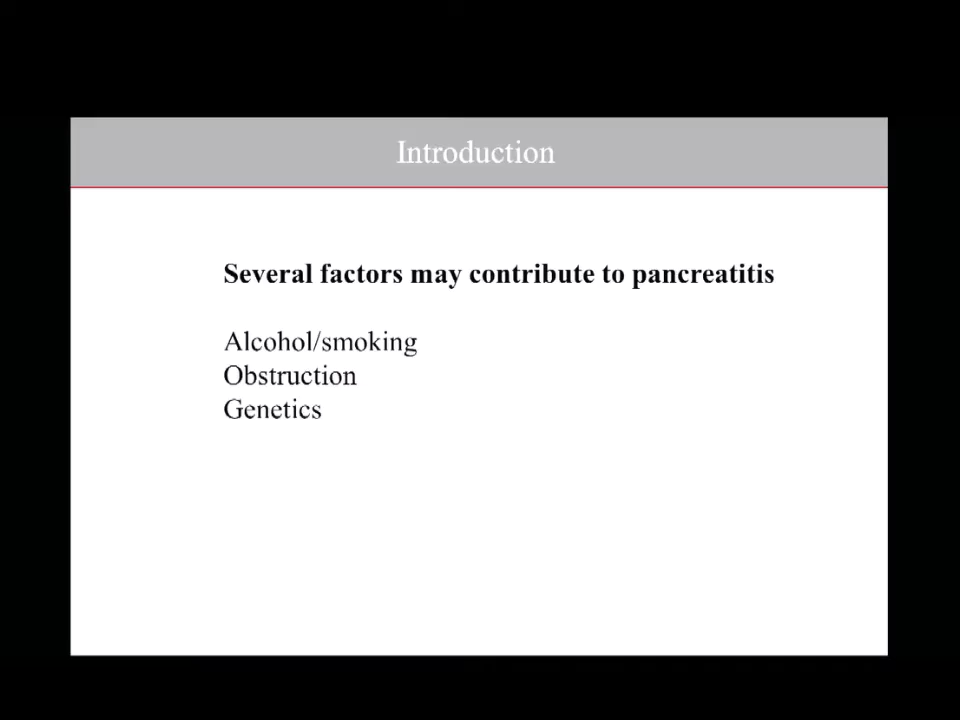 Introduction
Several factors may contribute to pancreatitis
Alcohol/smoking
Obstruction
Genetics